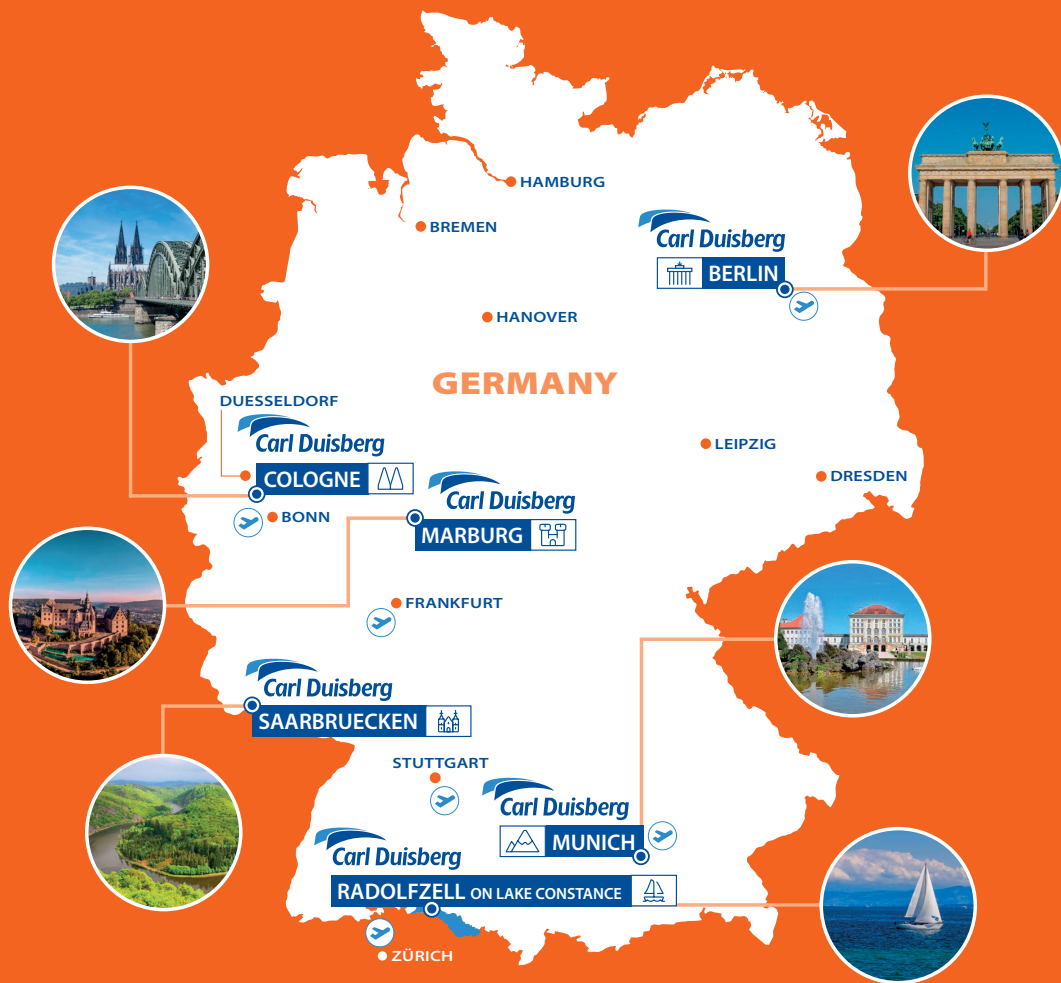 HAMBURG
BREMEN
Carl Duisberg
BERLIN
HANOVER
GERMANY
DUESSELDORF
Carl Duisberg
COLOGNE
LEIPZIG
DRESDEN
Carl Duisberg
MARBURG
BONN
FRANKFURT
Carl Duisberg
SAARBRUECKEN
STUTTGART
Carl Duisberg
MUNICH
Carl Duisberg
RADOLFZELL ON LAKE CONSTANCE
ZÜRICH